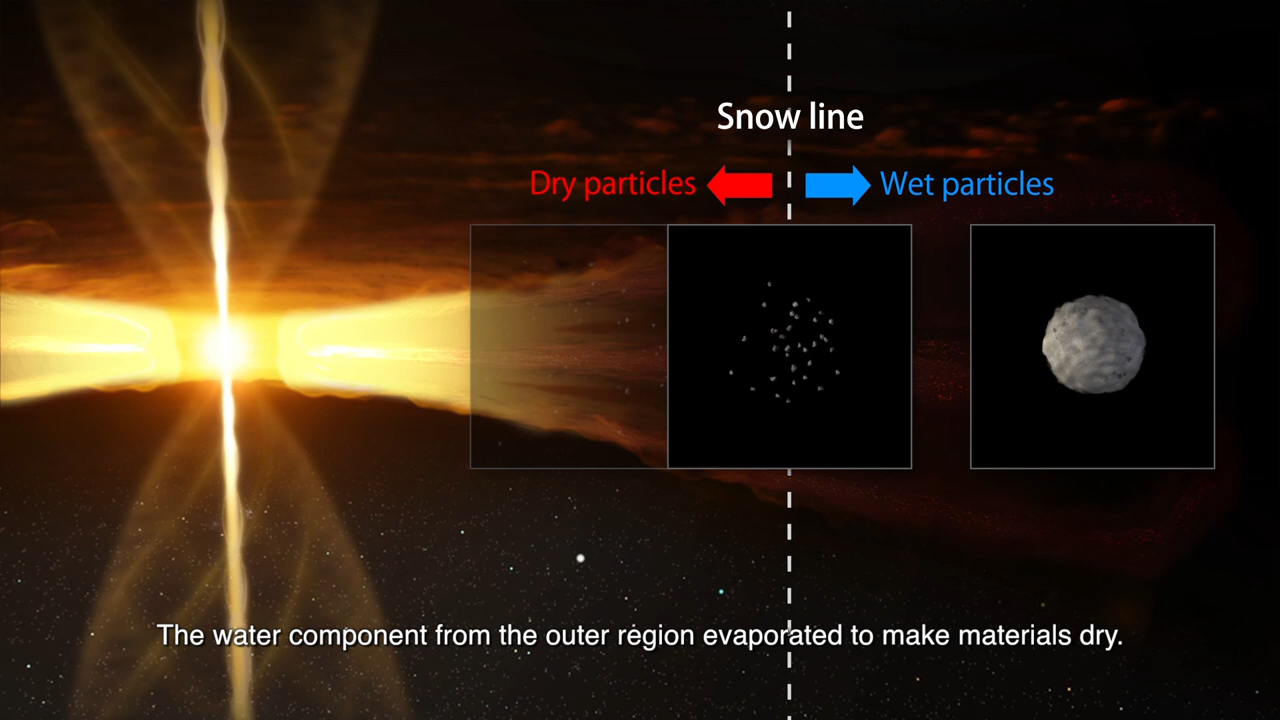 Snow line
Dry particles Wet particles
The water component from the outer region evaporated to make materials dry.